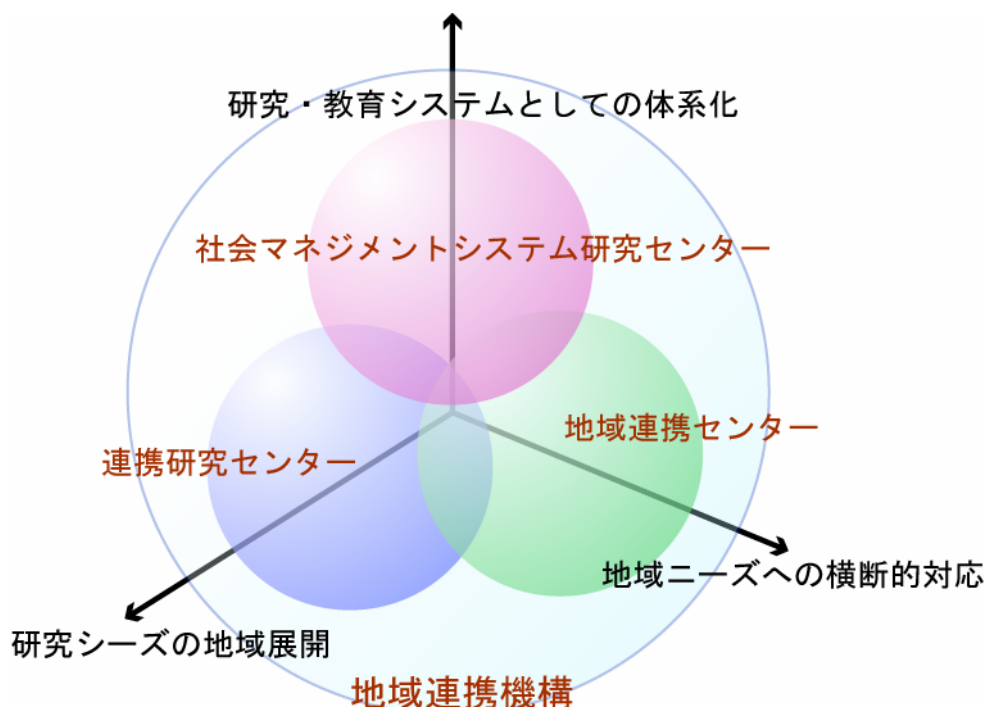 研究・教育システムとしての体系化
社会マネジメントシステム研究センター
地域連携センター
連携研究センター
地域ニーズへの横断的対応
研究シーズの地域展開
地域連携機構